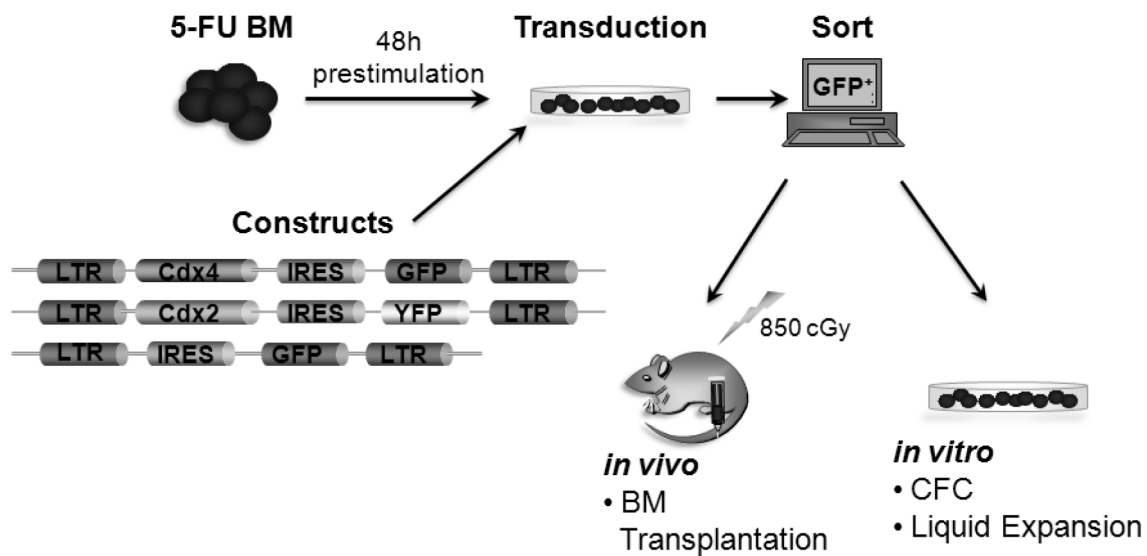 5-FU BM
48h
prestimulation
Transduction
Sort
GFP+
Constructs
LTR Cdx4 IRES GFP LTR
LTR Cdx2 IRES YFP LTR
LTR IRES GFP LTR
850 cGy
in vivo
• BM
Transplantation
in vitro
• CFC
• Liquid Expansion